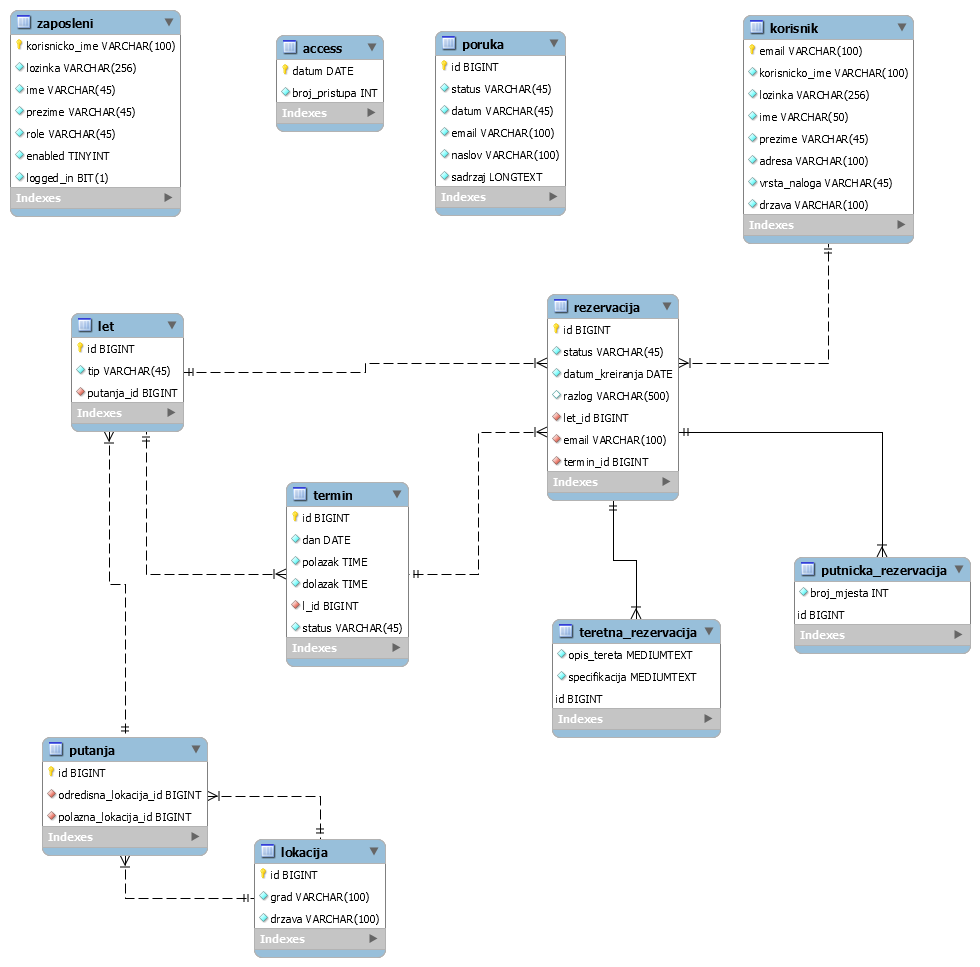 zaposleni
korisnicko_ime VARCHAR(100)
lozinka VARCHAR(256)
ime VARCHAR(45)
prezime VARCHAR(45)
role VARCHAR(45)
enabled TINYINT
logged_in BIT(1)
Indexes
access
datum DATE
broj_pristupa INT
Indexes
poruka
id BIGINT
status VARCHAR(45)
datum VARCHAR(45)
email VARCHAR(100)
naslov VARCHAR(100)
sadrzaj LONGTEXT
Indexes
korisnik
email VARCHAR(100)
korisnicko_ime VARCHAR(100)
lozinka VARCHAR(256)
ime VARCHAR(50)
prezime VARCHAR(45)
adresa VARCHAR(100)
vrsta_naloga VARCHAR(45)
drzava VARCHAR(100)
Indexes
let
id BIGINT
tip VARCHAR(45)
putanja_id BIGINT
Indexes
rezervacija
id BIGINT
status VARCHAR(45)
datum_kreiranja DATE
razlog VARCHAR(500)
let_id BIGINT
email VARCHAR(100)
termin_id BIGINT
Indexes
termin
id BIGINT
dan DATE
polazak TIME
dolazak TIME
l_id BIGINT
status VARCHAR(45)
Indexes
putnicka_rezervacija
broj_mjesta INT
id BIGINT
Indexes
teretna_rezervacija
opis_tereta MEDIUMTEXT
specifikacija MEDIUMTEXT
id BIGINT
Indexes
putanja
id BIGINT
odredisna_lokacija_id BIGINT
polazna_lokacija_id BIGINT
Indexes
lokacija
id BIGINT
grad VARCHAR(100)
drzava VARCHAR(100)
Indexes